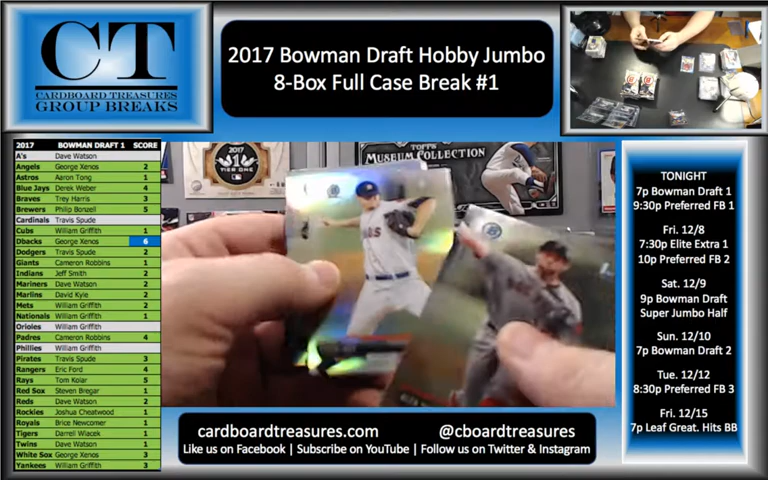 CT
CARDBOARD TREASURES
GROUP BREAKS
2017 Bowman Draft Hobby Jumbo
8-Box Full Case Break #1
2017 BOWMAN DRAFT 1 SCORE
A's Dave Watson
Angels George Xenos 2
Astros Aaron Tong 1
Blue Jays Derek Weber 4
Braves Trey Harris 3
Brewers Philip Bonzell 5
Cardinals Travis Spude
Cubs William Griffith 1
Dbacks George Xenos 6
Dodgers Travis Spude 2
Giants Cameron Robbins 1
Indians Jeff Smith 2
Mariners Dave Watson 2
Marlins David Kyle 2
Mets William Griffith 2
Nationals William Griffith 1
Orioles William Griffith
Padres Cameron Robbins 4
Phillies William Griffith
Pirates Travis Spude 3
Rangers Eric Ford 4
Rays Tom Kolar 5
Red Sox Steven Bregar 1
Reds Dave Watson 2
Rockies Joshua Cheatwood 1
Royals Brice Newcomer 1
Tigers Darrell Wiacek 1
Twins Dave Watson 1
White Sox George Xenos 3
Yankees William Griffith 3
2017
1
TIER ONE
TOPPS
MUSEUM COLLECTION
TONIGHT
7p Bowman Draft 1
9:30p Preferred FB 1
Fri. 12/8
7:30p Elite Extra 1
10p Preferred FB 2
Sat. 12/9
9p Bowman Draft
Super Jumbo Half
Sun. 12/10
7p Bowman Draft 2
Tue. 12/12
8:30p Preferred FB 3
Fri. 12/15
7p Leaf Great. Hits BB
cardboardtreasures.com @cboardtreasures
Like us on Facebook | Subscribe on YouTube | Follow us on Twitter & Instagram